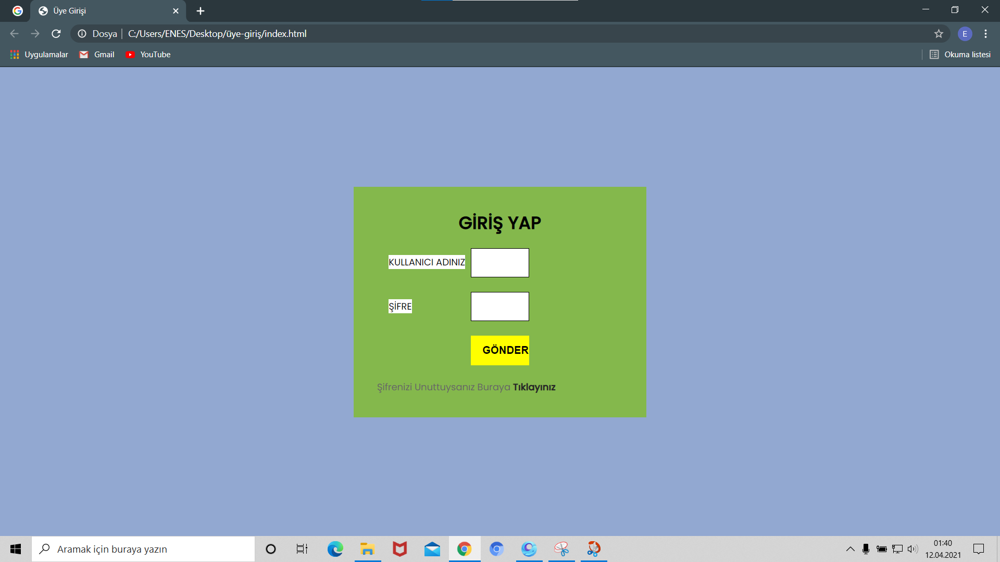 Üye Girişi
Dosya | C:/Users/ENES/Desktop/üye-giriş/index.html
E
Uygulamalar
Gmail
YouTube
Okuma listesi
GİRİŞ YAP
KULLANICI ADINIZ
ŞİFRE
GÖNDER
Şifrenizi Unuttuysanız Buraya Tıklayınız
Aramak için buraya yazın
01:40
12.04.2021